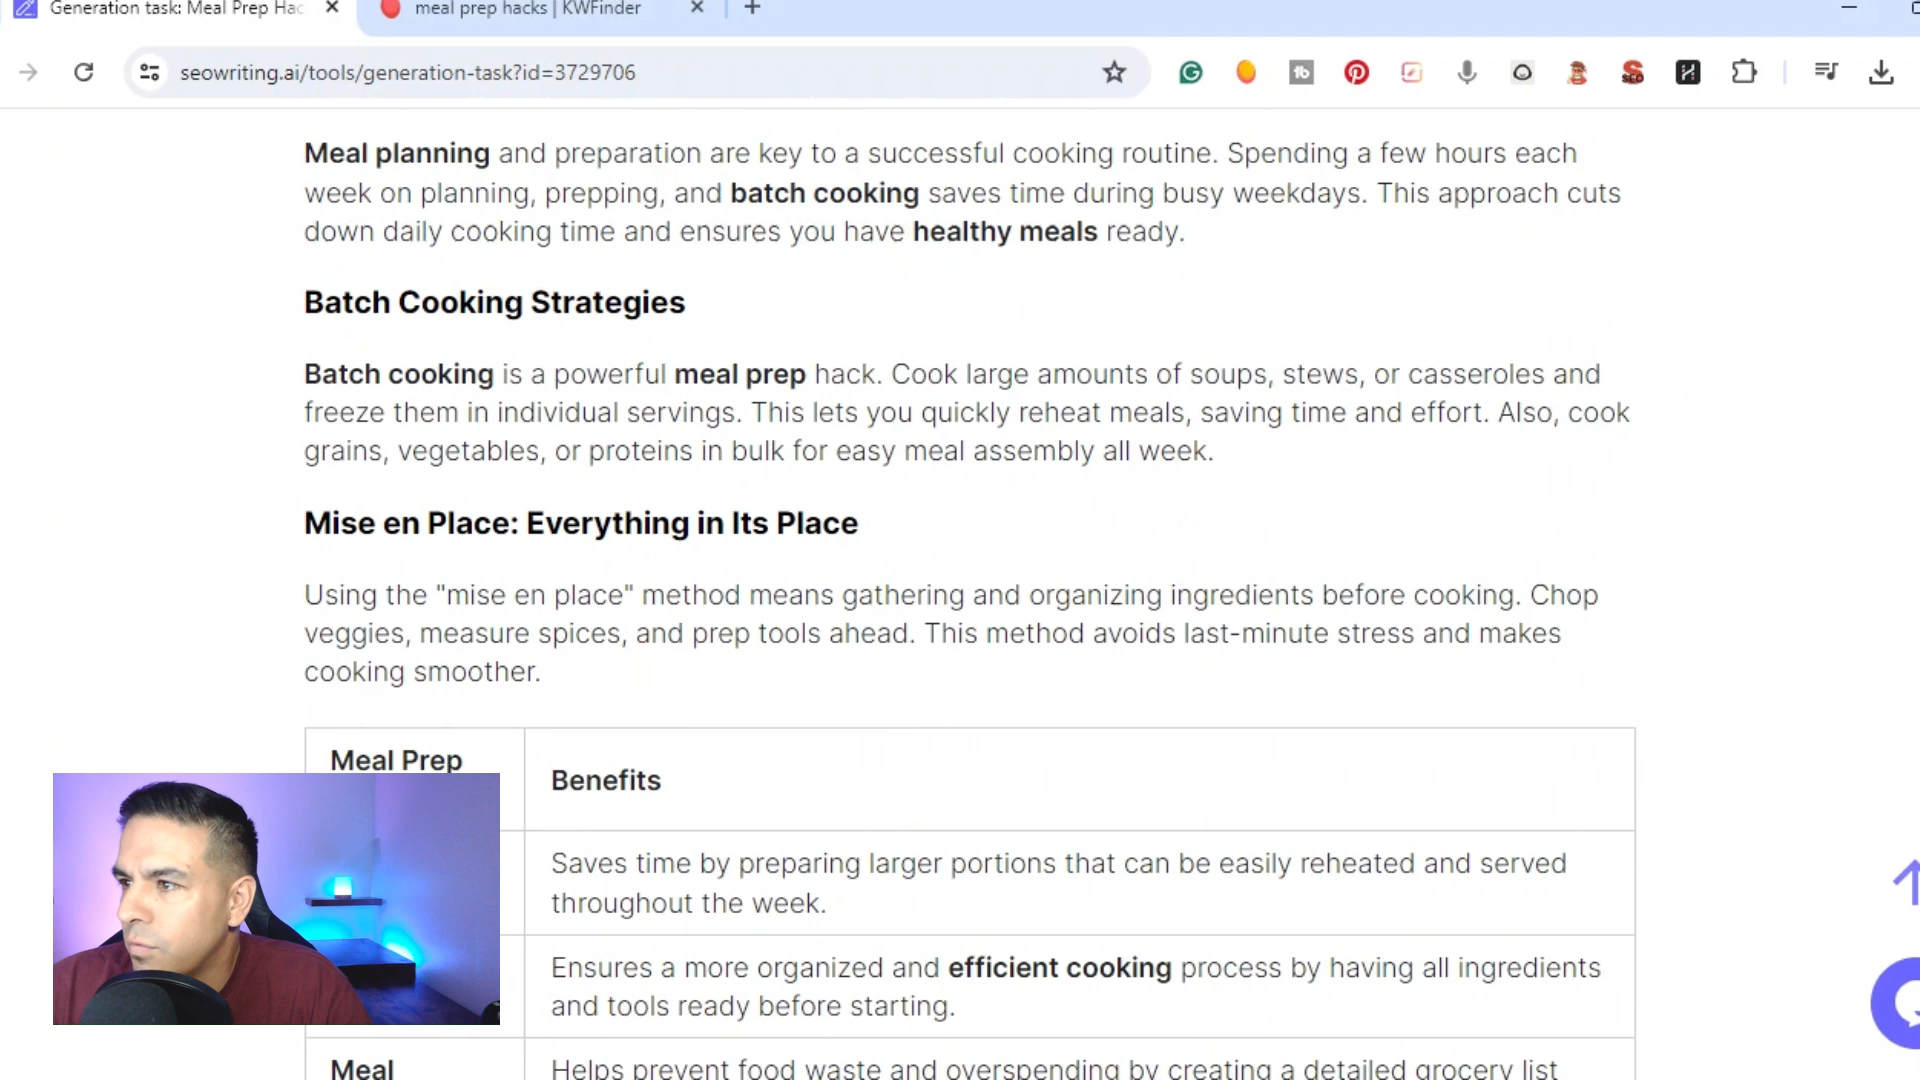 Generation task: Meal Prep Hac
meal prep hacks | KWFinder
seowriting.ai/tools/generation-task?id=3729706
Meal planning and preparation are key to a successful cooking routine. Spending a few hours each
week on planning, prepping, and batch cooking saves time during busy weekdays. This approach cuts
down daily cooking time and ensures you have healthy meals ready.
Batch Cooking Strategies
Batch cooking is a powerful meal prep hack. Cook large amounts of soups, stews, or casseroles and
freeze them in individual servings. This lets you quickly reheat meals, saving time and effort. Also, cook
grains, vegetables, or proteins in bulk for easy meal assembly all week.
Mise en Place: Everything in Its Place
Using the "mise en place" method means gathering and organizing ingredients before cooking. Chop
veggies, measure spices, and prep tools ahead. This method avoids last-minute stress and makes
cooking smoother.
Meal Prep
Benefits
Saves time by preparing larger portions that can be easily reheated and served
throughout the week.
Ensures a more organized and efficient cooking process by having all ingredients
and tools ready before starting.
Meal
Helps prevent food waste and overspending by creating a detailed grocery list